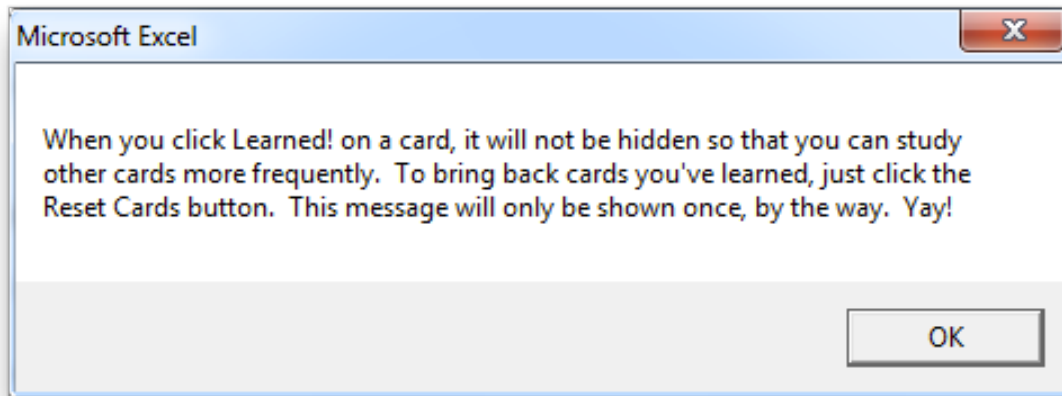 Microsoft Excel
When you click Learned! on a card, it will not be hidden so that you can study
other cards more frequently.  To bring back cards you've learned, just click the
Reset Cards button.  This message will only be shown once, by the way.  Yay!
OK